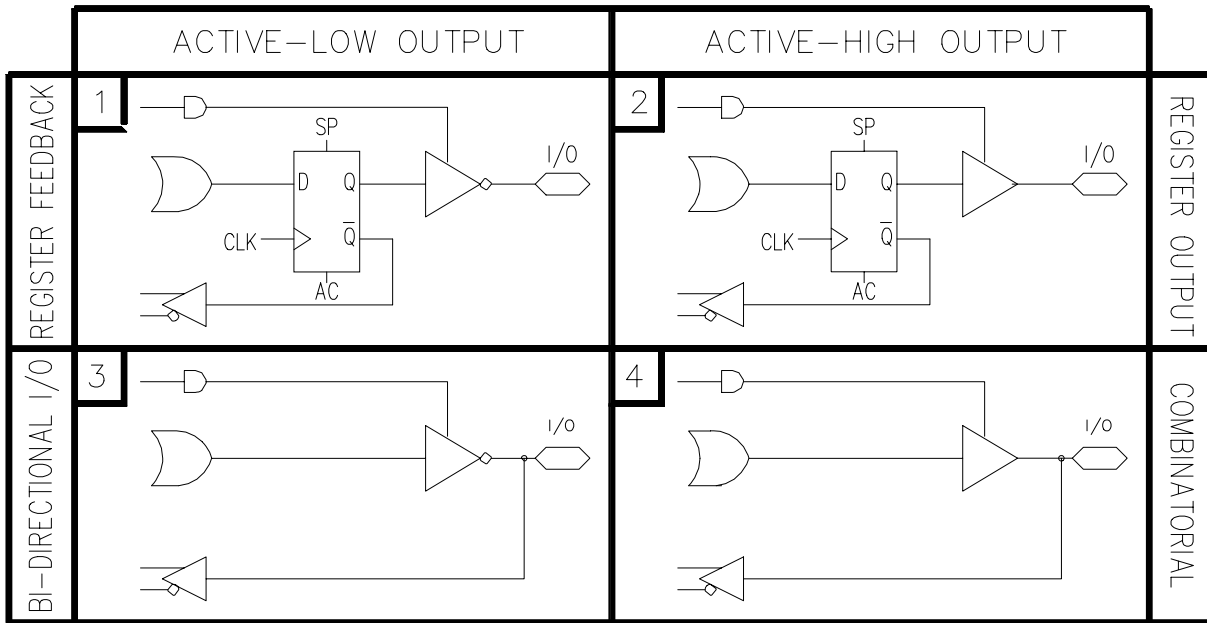 ACTIVE-LOW OUTPUT
ACTIVE-HIGH OUTPUT
REGISTER FEEDBACK
1
SP
D
Q
I/O
CLK
Q̅
AC
2
SP
D
Q
I/O
CLK
Q̅
AC
REGISTER OUTPUT
BI-DIRECTIONAL I/O
3
I/O
4
I/O
COMBINATORIAL